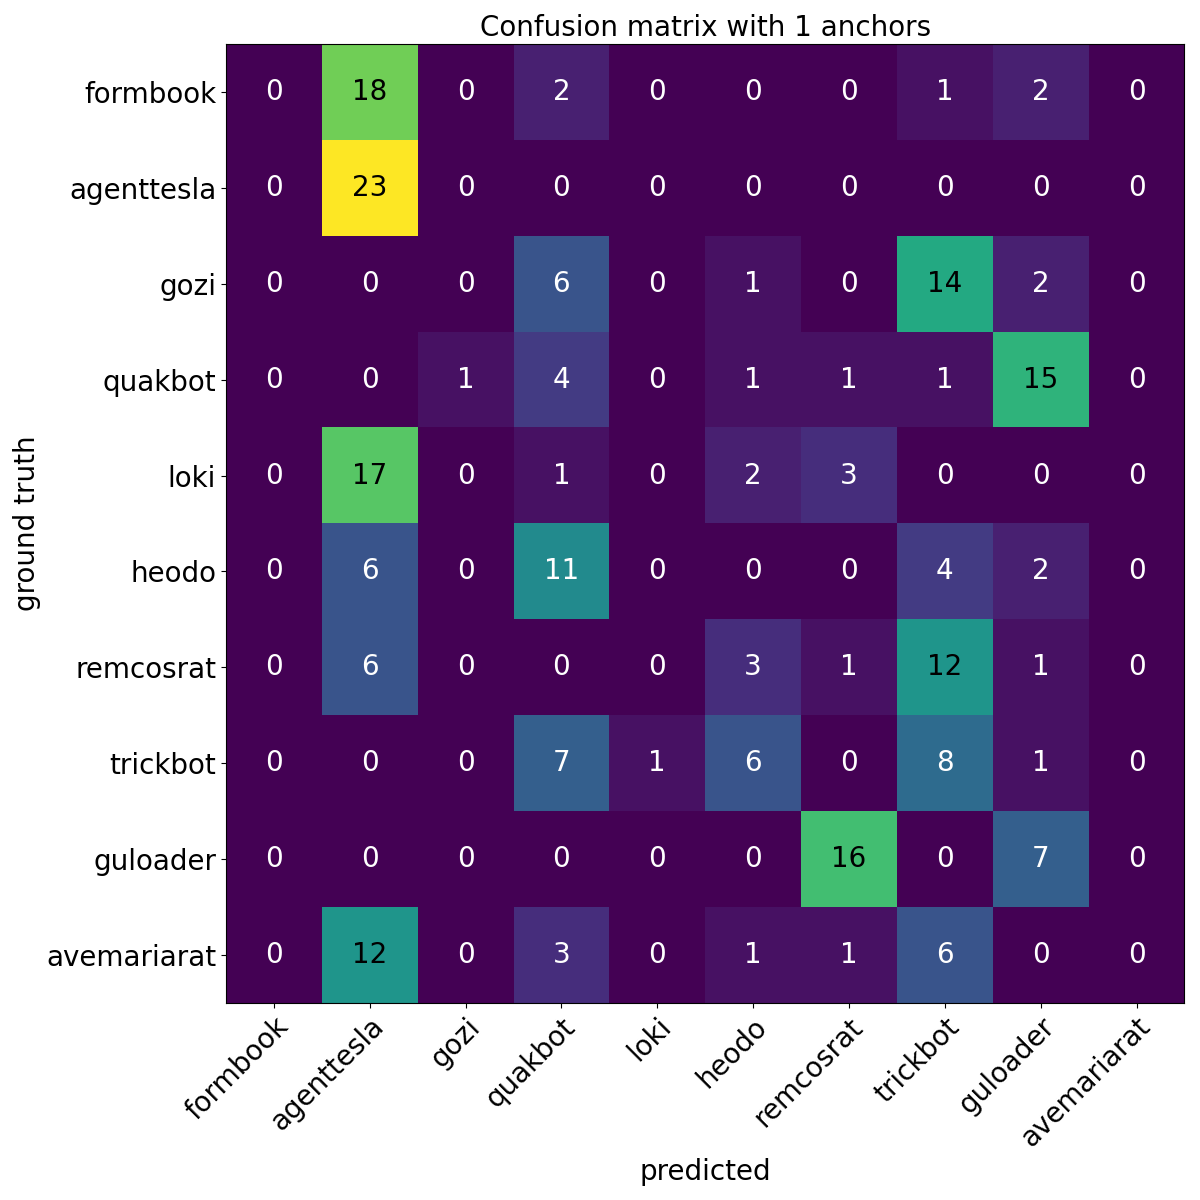 Confusion matrix with 1 anchors
formbook 0 18 0 2 0 0 0 1 2 0
agenttesla 0 23 0 0 0 0 0 0 0 0
gozi 0 0 0 6 0 1 0 14 2 0
quakbot 0 0 1 4 0 1 1 1 15 0
loki 0 17 0 1 0 2 3 0 0 0
heodo 0 6 0 11 0 0 0 4 2 0
remcosrat 0 6 0 0 0 3 1 12 1 0
trickbot 0 0 0 7 1 6 0 8 1 0
guloader 0 0 0 0 0 0 16 0 7 0
avemariarat 0 12 0 3 0 1 1 6 0 0
ground truth
formbook agenttesla gozi quakbot loki heodo remcosrat trickbot guloader avemariarat
predicted